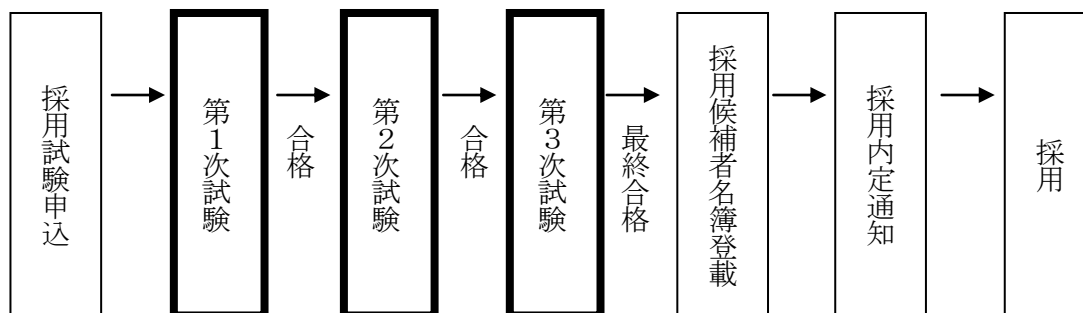 採用試験申込
第１次試験
合格
第２次試験
合格
第３次試験
最終合格
採用候補者名簿登載
採用内定通知
採用